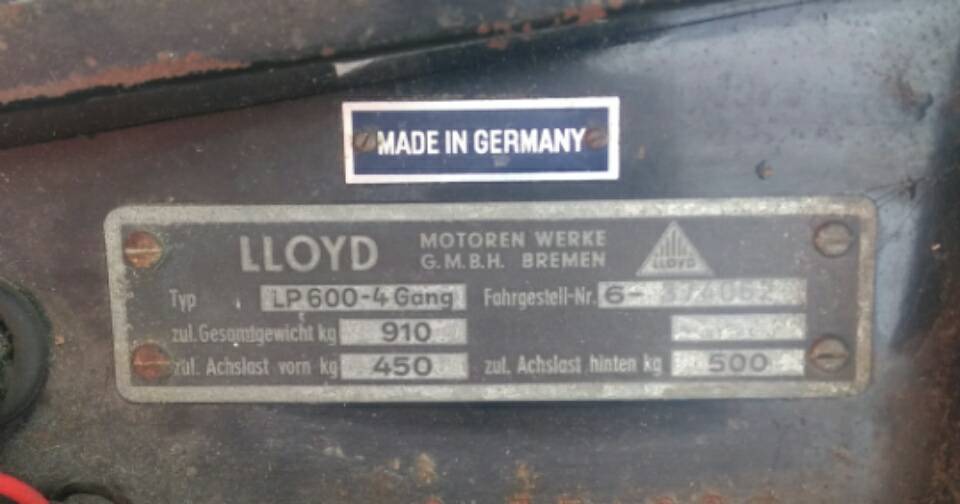 MADE IN GERMANY
LLOYD MOTOREN WERKE
G.M.B.H. BREMEN
LLOYD
Typ LP 600-4 Gang Fahrgestell-Nr. 6-
zul. Gesamtgewicht kg 910
zul. Achslast vorn kg 450 zul. Achslast hinten kg 500